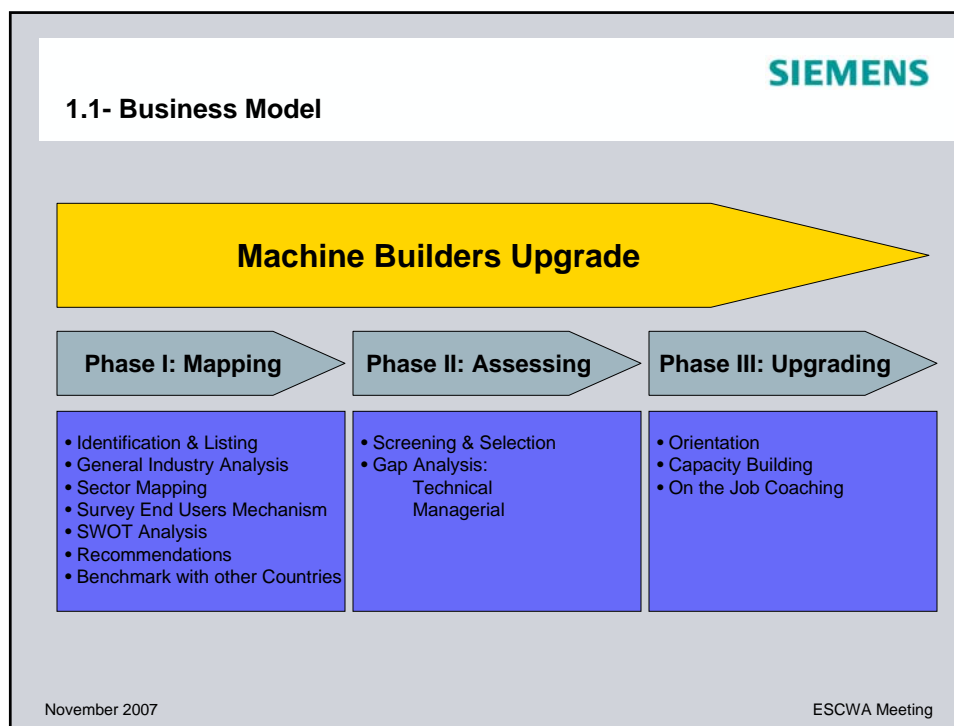 SIEMENS
1.1- Business Model
Machine Builders Upgrade
Phase I: Mapping
• Identification & Listing
• General Industry Analysis
• Sector Mapping
• Survey End Users Mechanism
• SWOT Analysis
• Recommendations
• Benchmark with other Countries
Phase II: Assessing
• Screening & Selection
• Gap Analysis:
Technical
Managerial
Phase III: Upgrading
• Orientation
• Capacity Building
• On the Job Coaching
November 2007
ESCWA Meeting